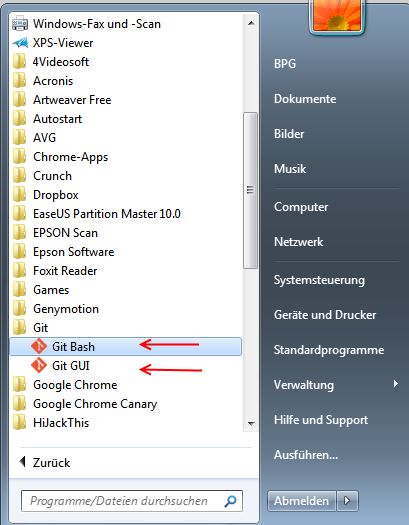 Windows-Fax und -Scan
XPS-Viewer
4Videosoft
Acronis
Artweaver Free
Autostart
AVG
Chrome-Apps
Crunch
Dropbox
EaseUS Partition Master 10.0
EPSON Scan
Epson Software
Foxit Reader
Games
Genymotion
Git
Git Bash
Git GUI
Google Chrome
Google Chrome Canary
HiJackThis
Zurück
Programme/Dateien durchsuchen
BPG
Dokumente
Bilder
Musik
Computer
Netzwerk
Systemsteuerung
Geräte und Drucker
Standardprogramme
Verwaltung
Hilfe und Support
Ausführen...
Abmelden